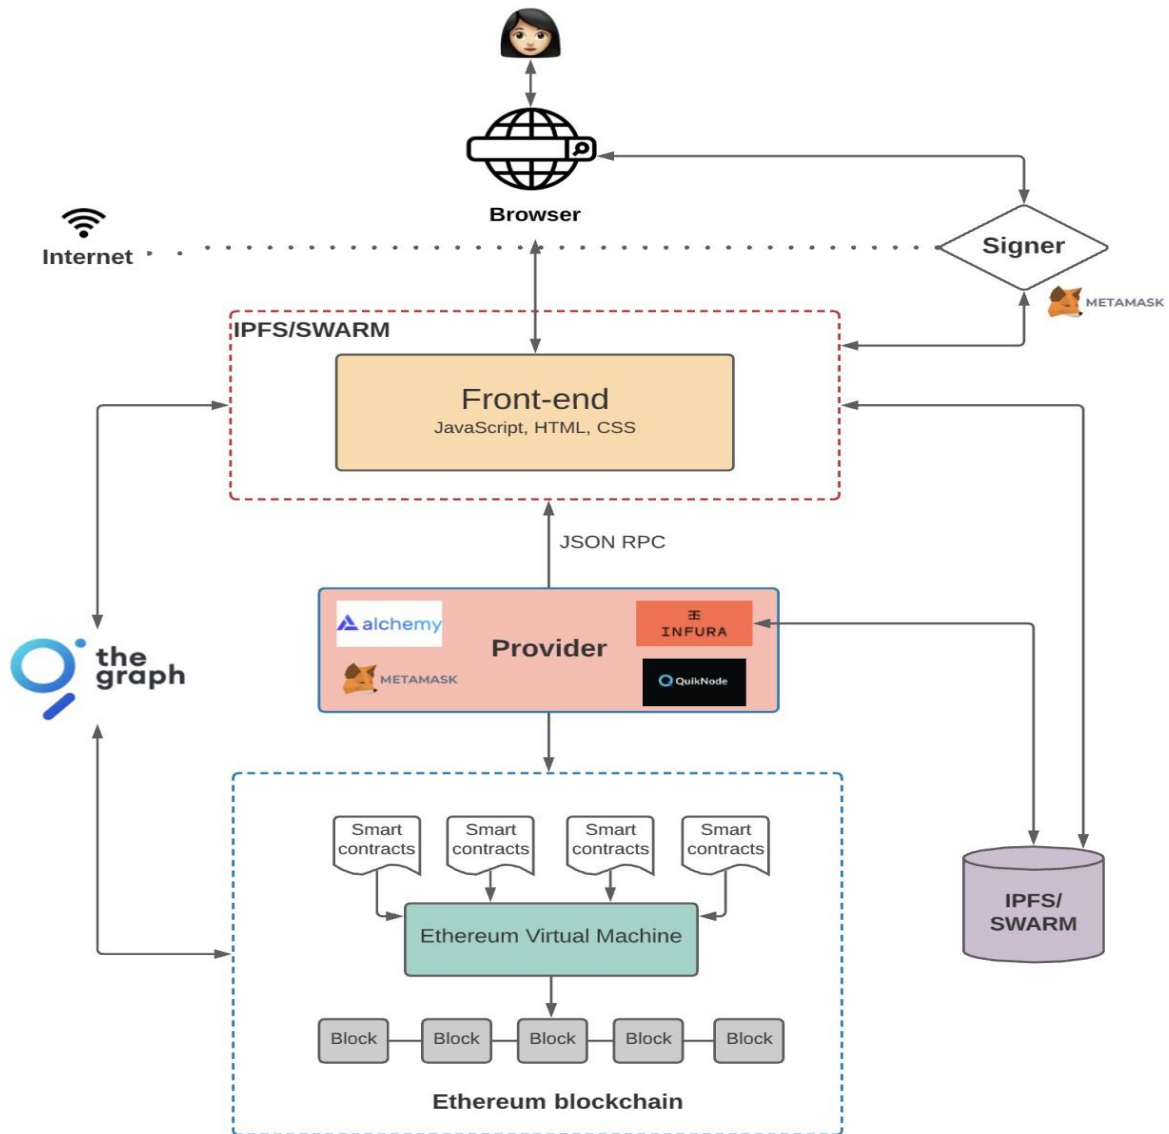 Browser
Internet
Signer
METAMASK
IPFS/SWARM
Front-end
JavaScript, HTML, CSS
JSON RPC
alchemy
INFURA
Provider
METAMASK
QuikNode
the
graph
Smart
contracts
Smart
contracts
Smart
contracts
Smart
contracts
Ethereum Virtual Machine
IPFS/
SWARM
Block
Block
Block
Block
Block
Ethereum blockchain